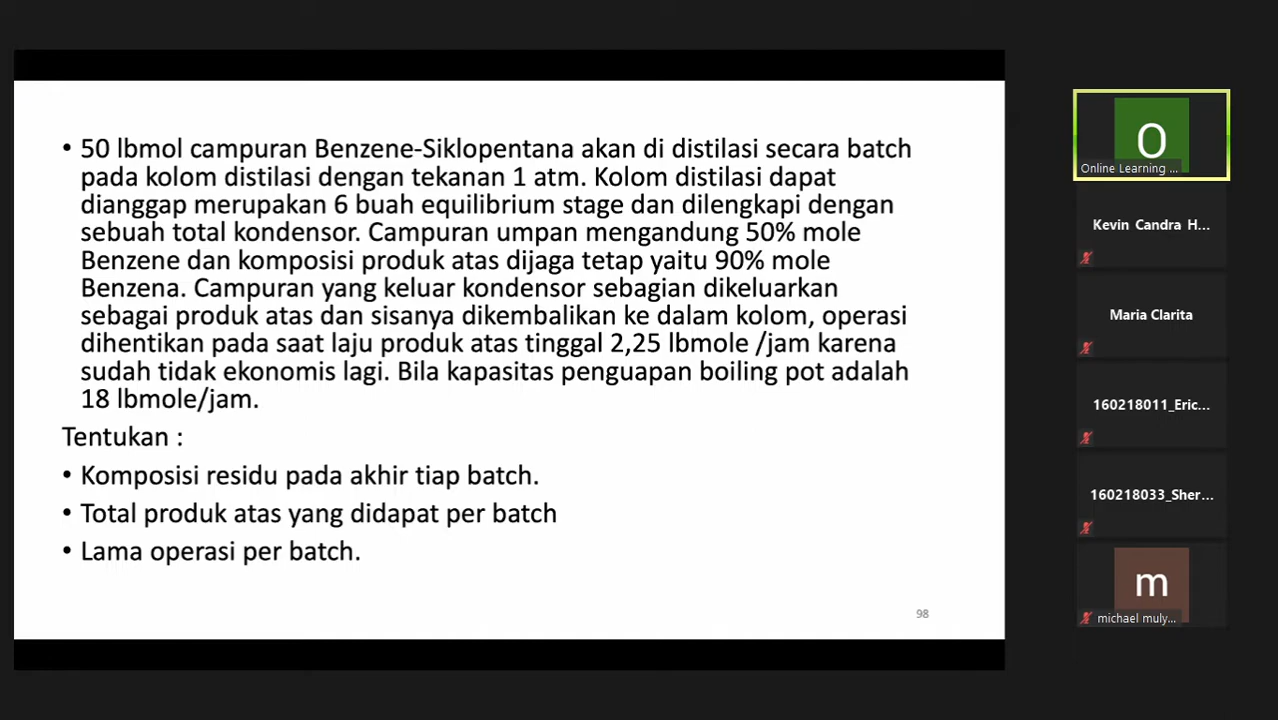 • 50 lbmol campuran Benzene-Siklopentana akan di distilasi secara batch
pada kolom distilasi dengan tekanan 1 atm. Kolom distilasi dapat
dianggap merupakan 6 buah equilibrium stage dan dilengkapi dengan
sebuah total kondensor. Campuran umpan mengandung 50% mole
Benzene dan komposisi produk atas dijaga tetap yaitu 90% mole
Benzena. Campuran yang keluar kondensor sebagian dikeluarkan
sebagai produk atas dan sisanya dikembalikan ke dalam kolom, operasi
dihentikan pada saat laju produk atas tinggal 2,25 lbmole /jam karena
sudah tidak ekonomis lagi. Bila kapasitas penguapan boiling pot adalah
18 lbmole/jam.
Tentukan :
• Komposisi residu pada akhir tiap batch.
• Total produk atas yang didapat per batch
• Lama operasi per batch.
98
O
Online Learning ...
Kevin Candra H...
Maria Clarita
160218011_Eric...
160218033_Sher...
m
michael muly...